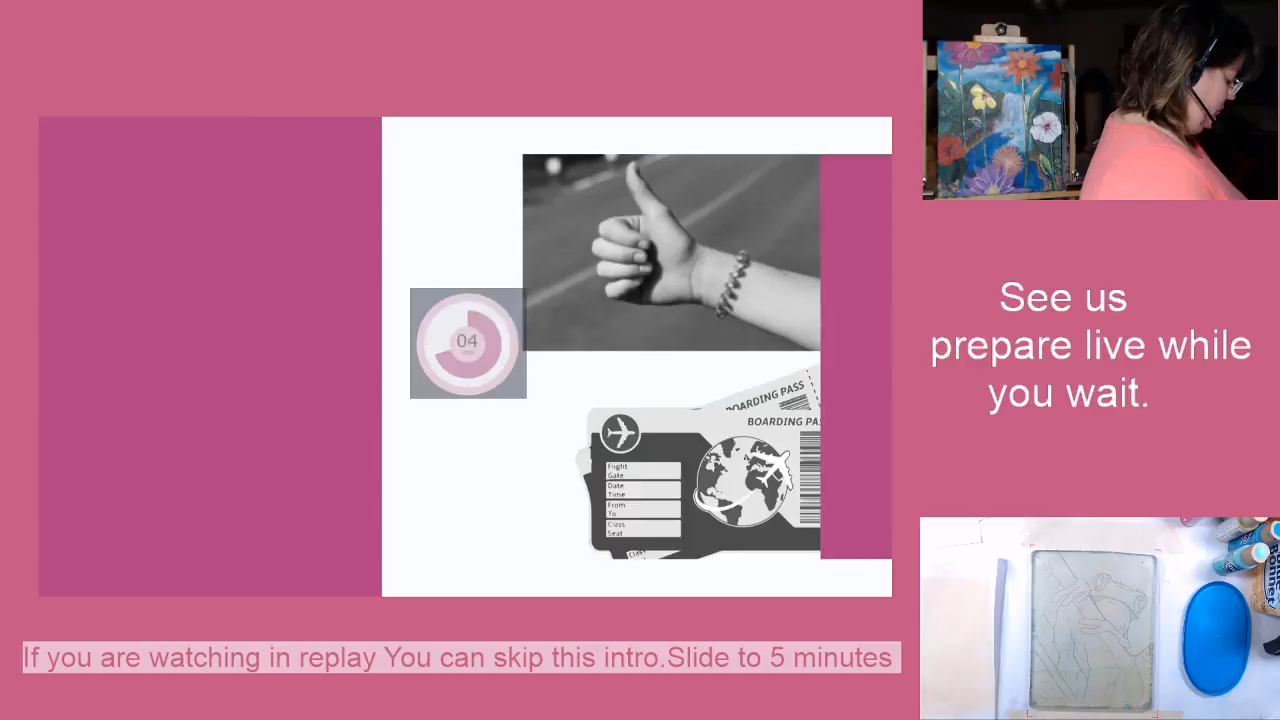 04
BOARDING PASS
BOARDING PA
Flight
Gate
Date
Time
From
To
Class
Seat
See us
prepare live while
you wait.
If you are watching in replay You can skip this intro.Slide to 5 minutes